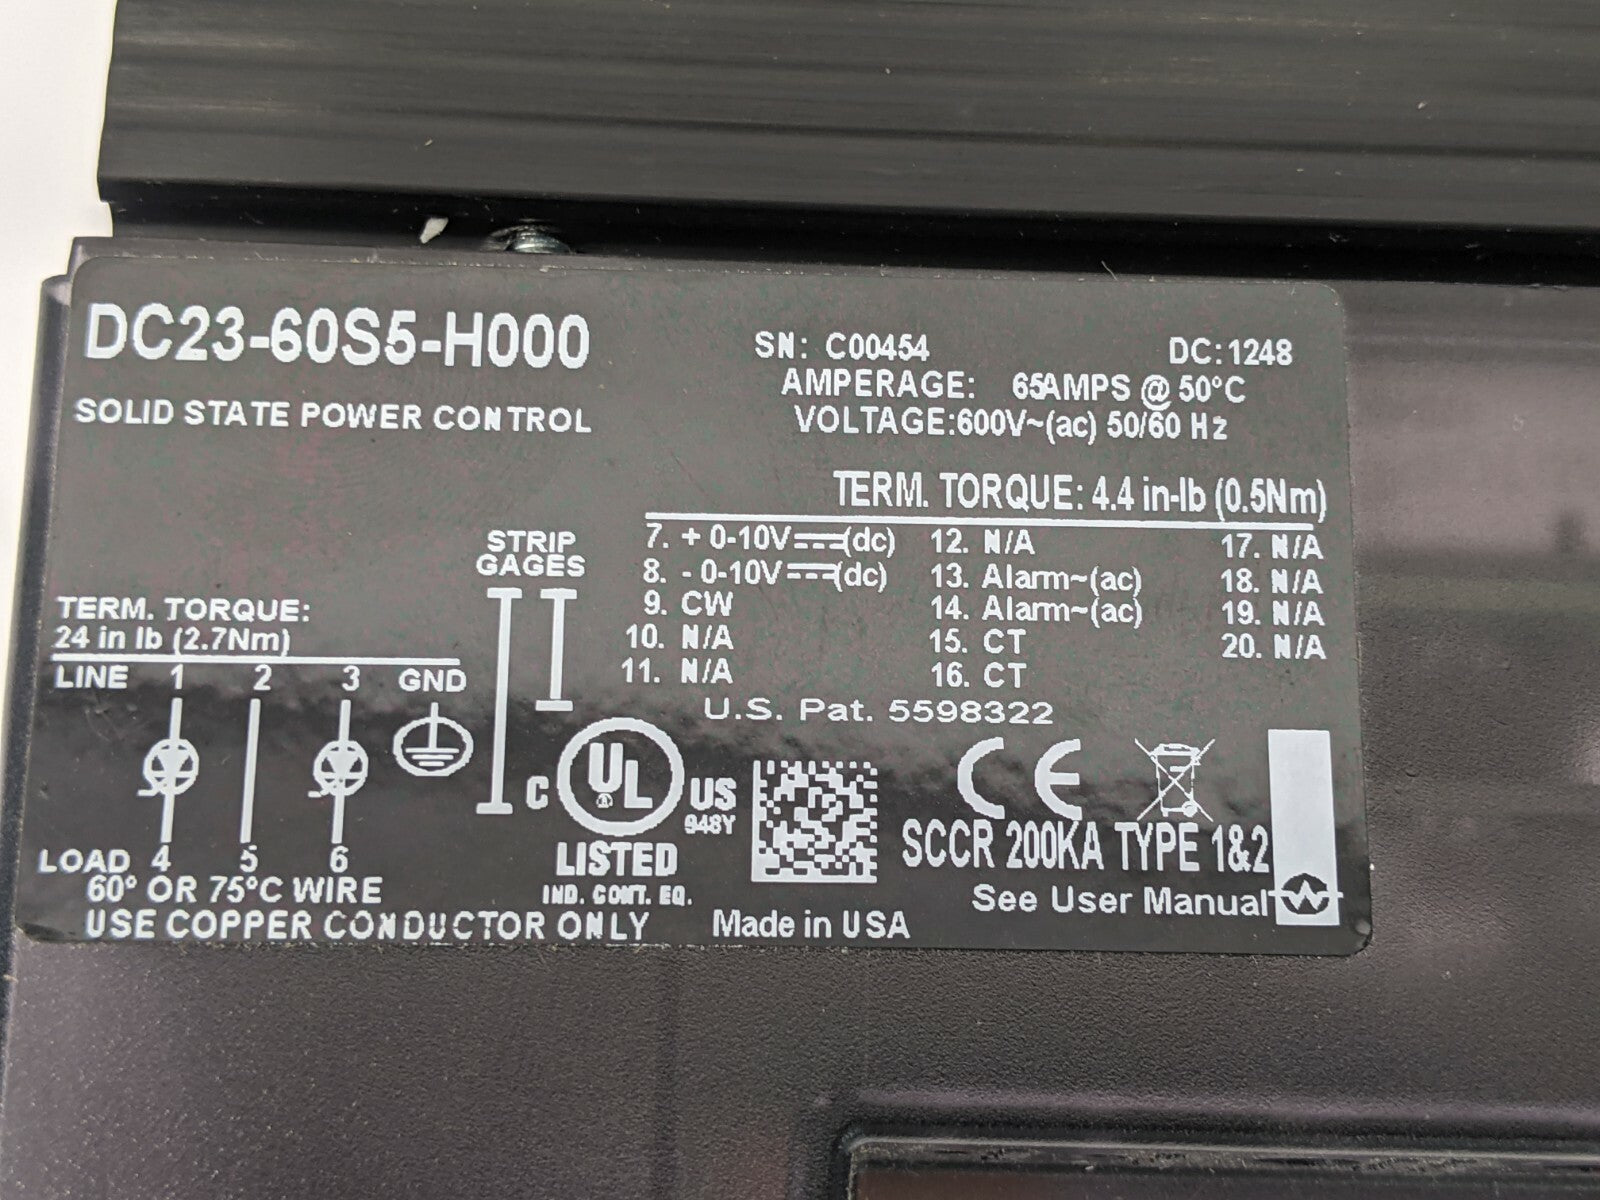 DC23-60S5-H000
SOLID STATE POWER CONTROL
SN: C00454 DC:1248
AMPERAGE: 65AMPS @ 50°C
VOLTAGE:600V~(ac) 50/60 Hz
TERM. TORQUE: 4.4 in-lb (0.5Nm)
7. + 0-10V⎓(dc)
8. - 0-10V⎓(dc)
9. CW
10. N/A
11. N/A
12. N/A
13. Alarm~(ac)
14. Alarm~(ac)
15. CT
16. CT
17. N/A
18. N/A
19. N/A
20. N/A
U.S. Pat. 5598322
STRIP
GAGES
TERM. TORQUE:
24 in lb (2.7Nm)
LINE 1 2 3 GND
LOAD 4 5 6
60° OR 75°C WIRE
USE COPPER CONDUCTOR ONLY
C UL US
948Y
LISTED
IND. CONT. EQ.
Made in USA
CE
SCCR 200KA TYPE 1&2
See User Manual
W